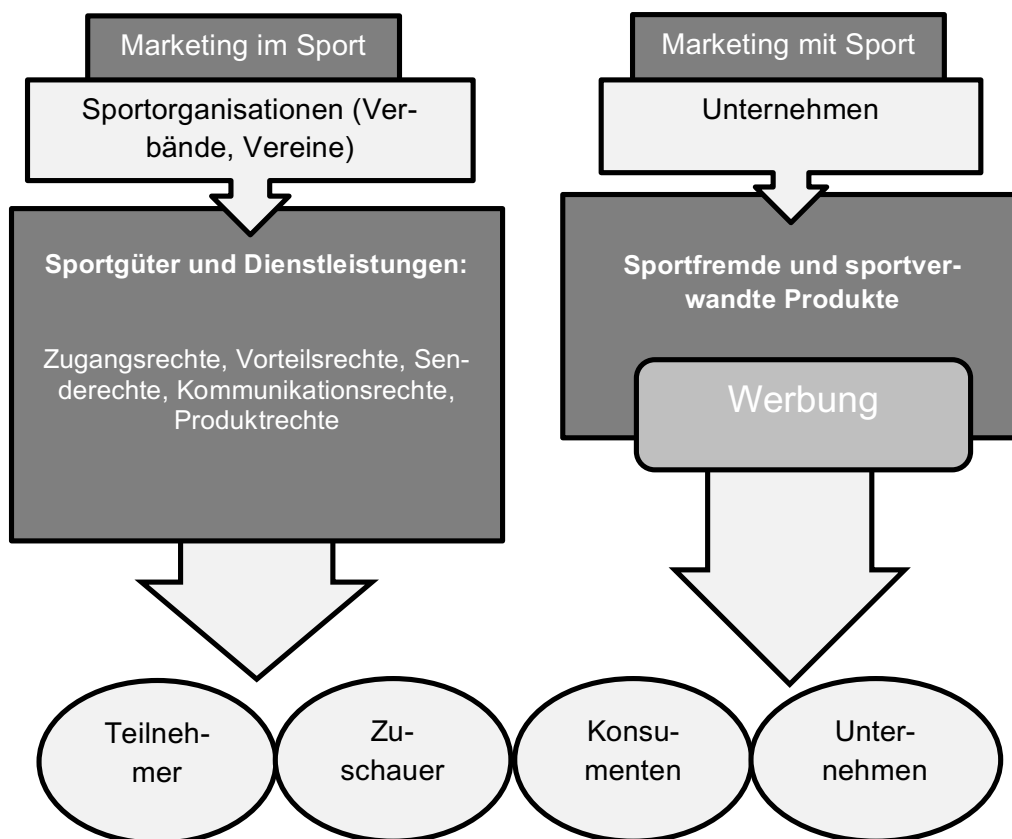 Marketing im Sport
Sportorganisationen (Ver-
bände, Vereine)
Sportgüter und Dienstleistungen:
Zugangsrechte, Vorteilsrechte, Sen-
derechte, Kommunikationsrechte,
Produktrechte
Marketing mit Sport
Unternehmen
Sportfremde und sportver-
wandte Produkte
Werbung
Teilneh-
mer
Zu-
schauer
Konsu-
menten
Unter-
nehmen